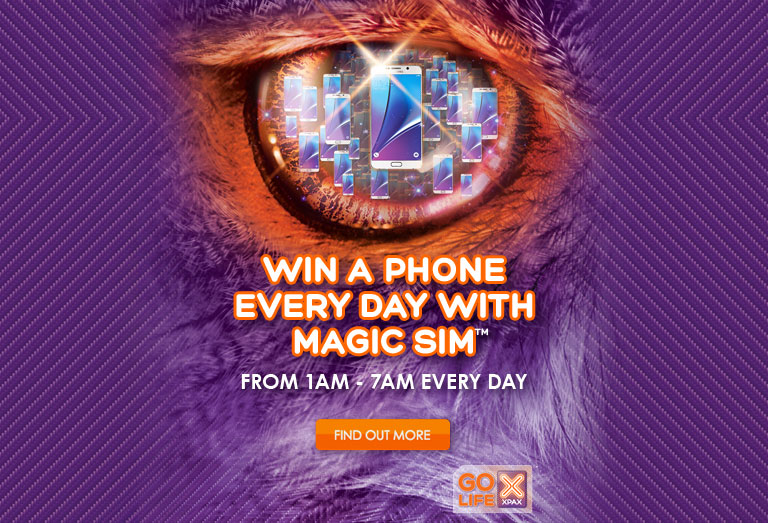 WIN A PHONE
EVERY DAY WITH
MAGIC SIM™
FROM 1AM - 7AM EVERY DAY
FIND OUT MORE
GO
LIFE
X
XPAX